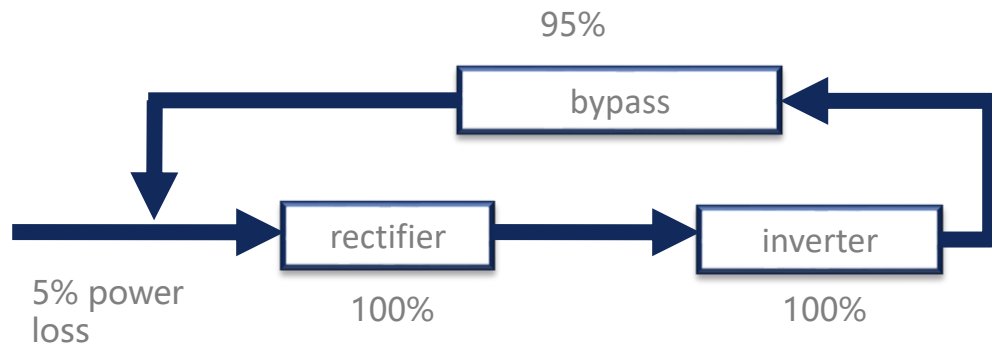 95%
bypass
rectifier
inverter
5% power
loss
100%
100%